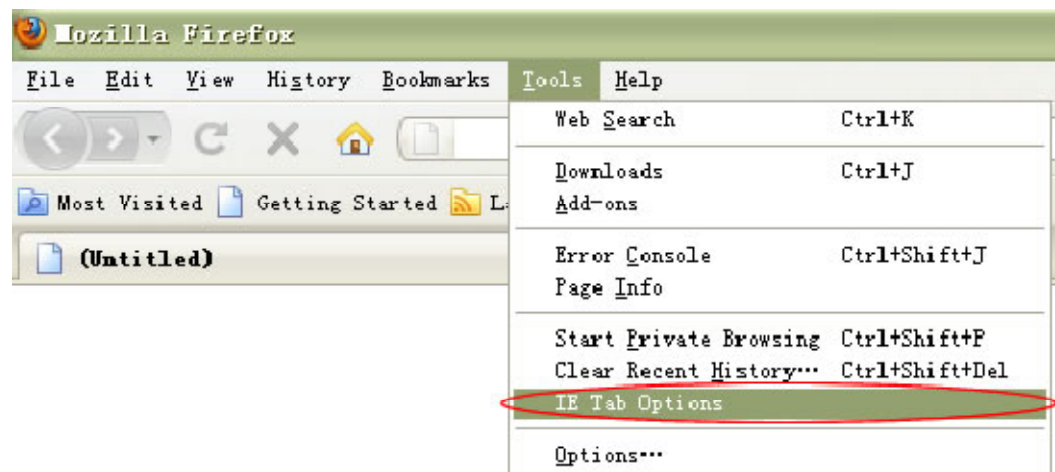 Mozilla Firefox
File Edit View History Bookmarks Tools Help
Web Search Ctrl+K
Downloads Ctrl+J
Most Visited Getting Started La
Add-ons
(Untitled)
Error Console Ctrl+Shift+J
Page Info
Start Private Browsing Ctrl+Shift+P
Clear Recent History... Ctrl+Shift+Del
IE Tab Options
Options...